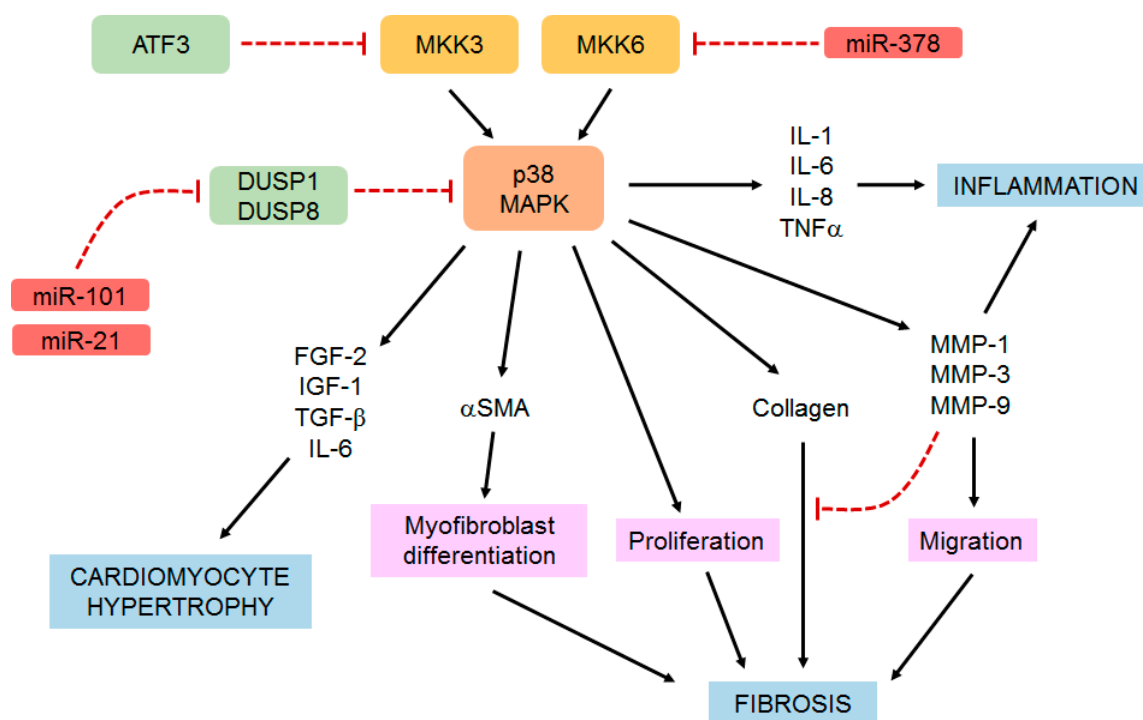 ATF3
MKK3
MKK6
miR-378
DUSP1
DUSP8
p38
MAPK
IL-1
IL-6
IL-8
TNFα
INFLAMMATION
miR-101
miR-21
FGF-2
IGF-1
TGF-β
IL-6
αSMA
Collagen
MMP-1
MMP-3
MMP-9
Myofibroblast
differentiation
Proliferation
Migration
CARDIOMYOCYTE
HYPERTROPHY
FIBROSIS